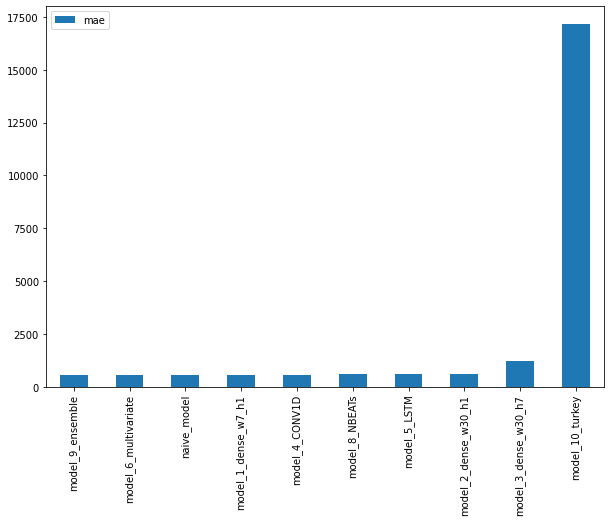 mae
17500
15000
12500
10000
7500
5000
2500
0
model_9_ensemble
model_6_multivariate
naive_model
model_1_dense_w7_h1
model_4_CONV1D
model_8_NBEATs
model_5_LSTM
model_2_dense_w30_h1
model_3_dense_w30_h7
model_10_turkey